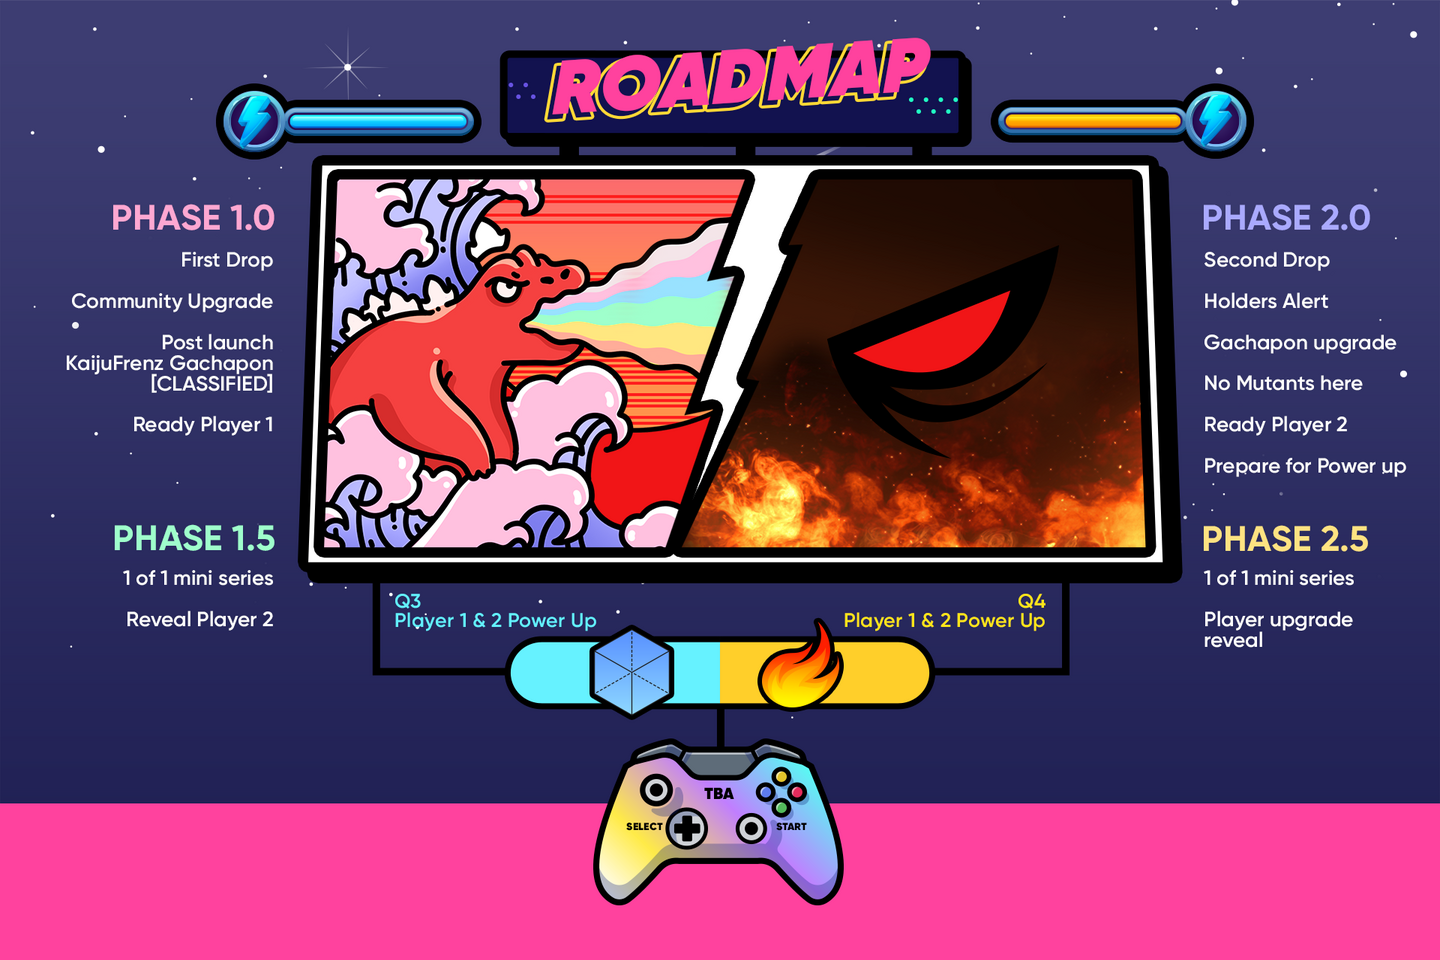 ROADMAP
PHASE 1.0
First Drop
Community Upgrade
Post launch
KaijuFrenz Gachapon
[CLASSIFIED]
Ready Player 1
PHASE 1.5
1 of 1 mini series
Reveal Player 2
PHASE 2.0
Second Drop
Holders Alert
Gachapon upgrade
No Mutants here
Ready Player 2
Prepare for Power up
PHASE 2.5
1 of 1 mini series
Player upgrade
reveal
Q3
Player 1 & 2 Power Up
Q4
Player 1 & 2 Power Up
TBA
SELECT
START